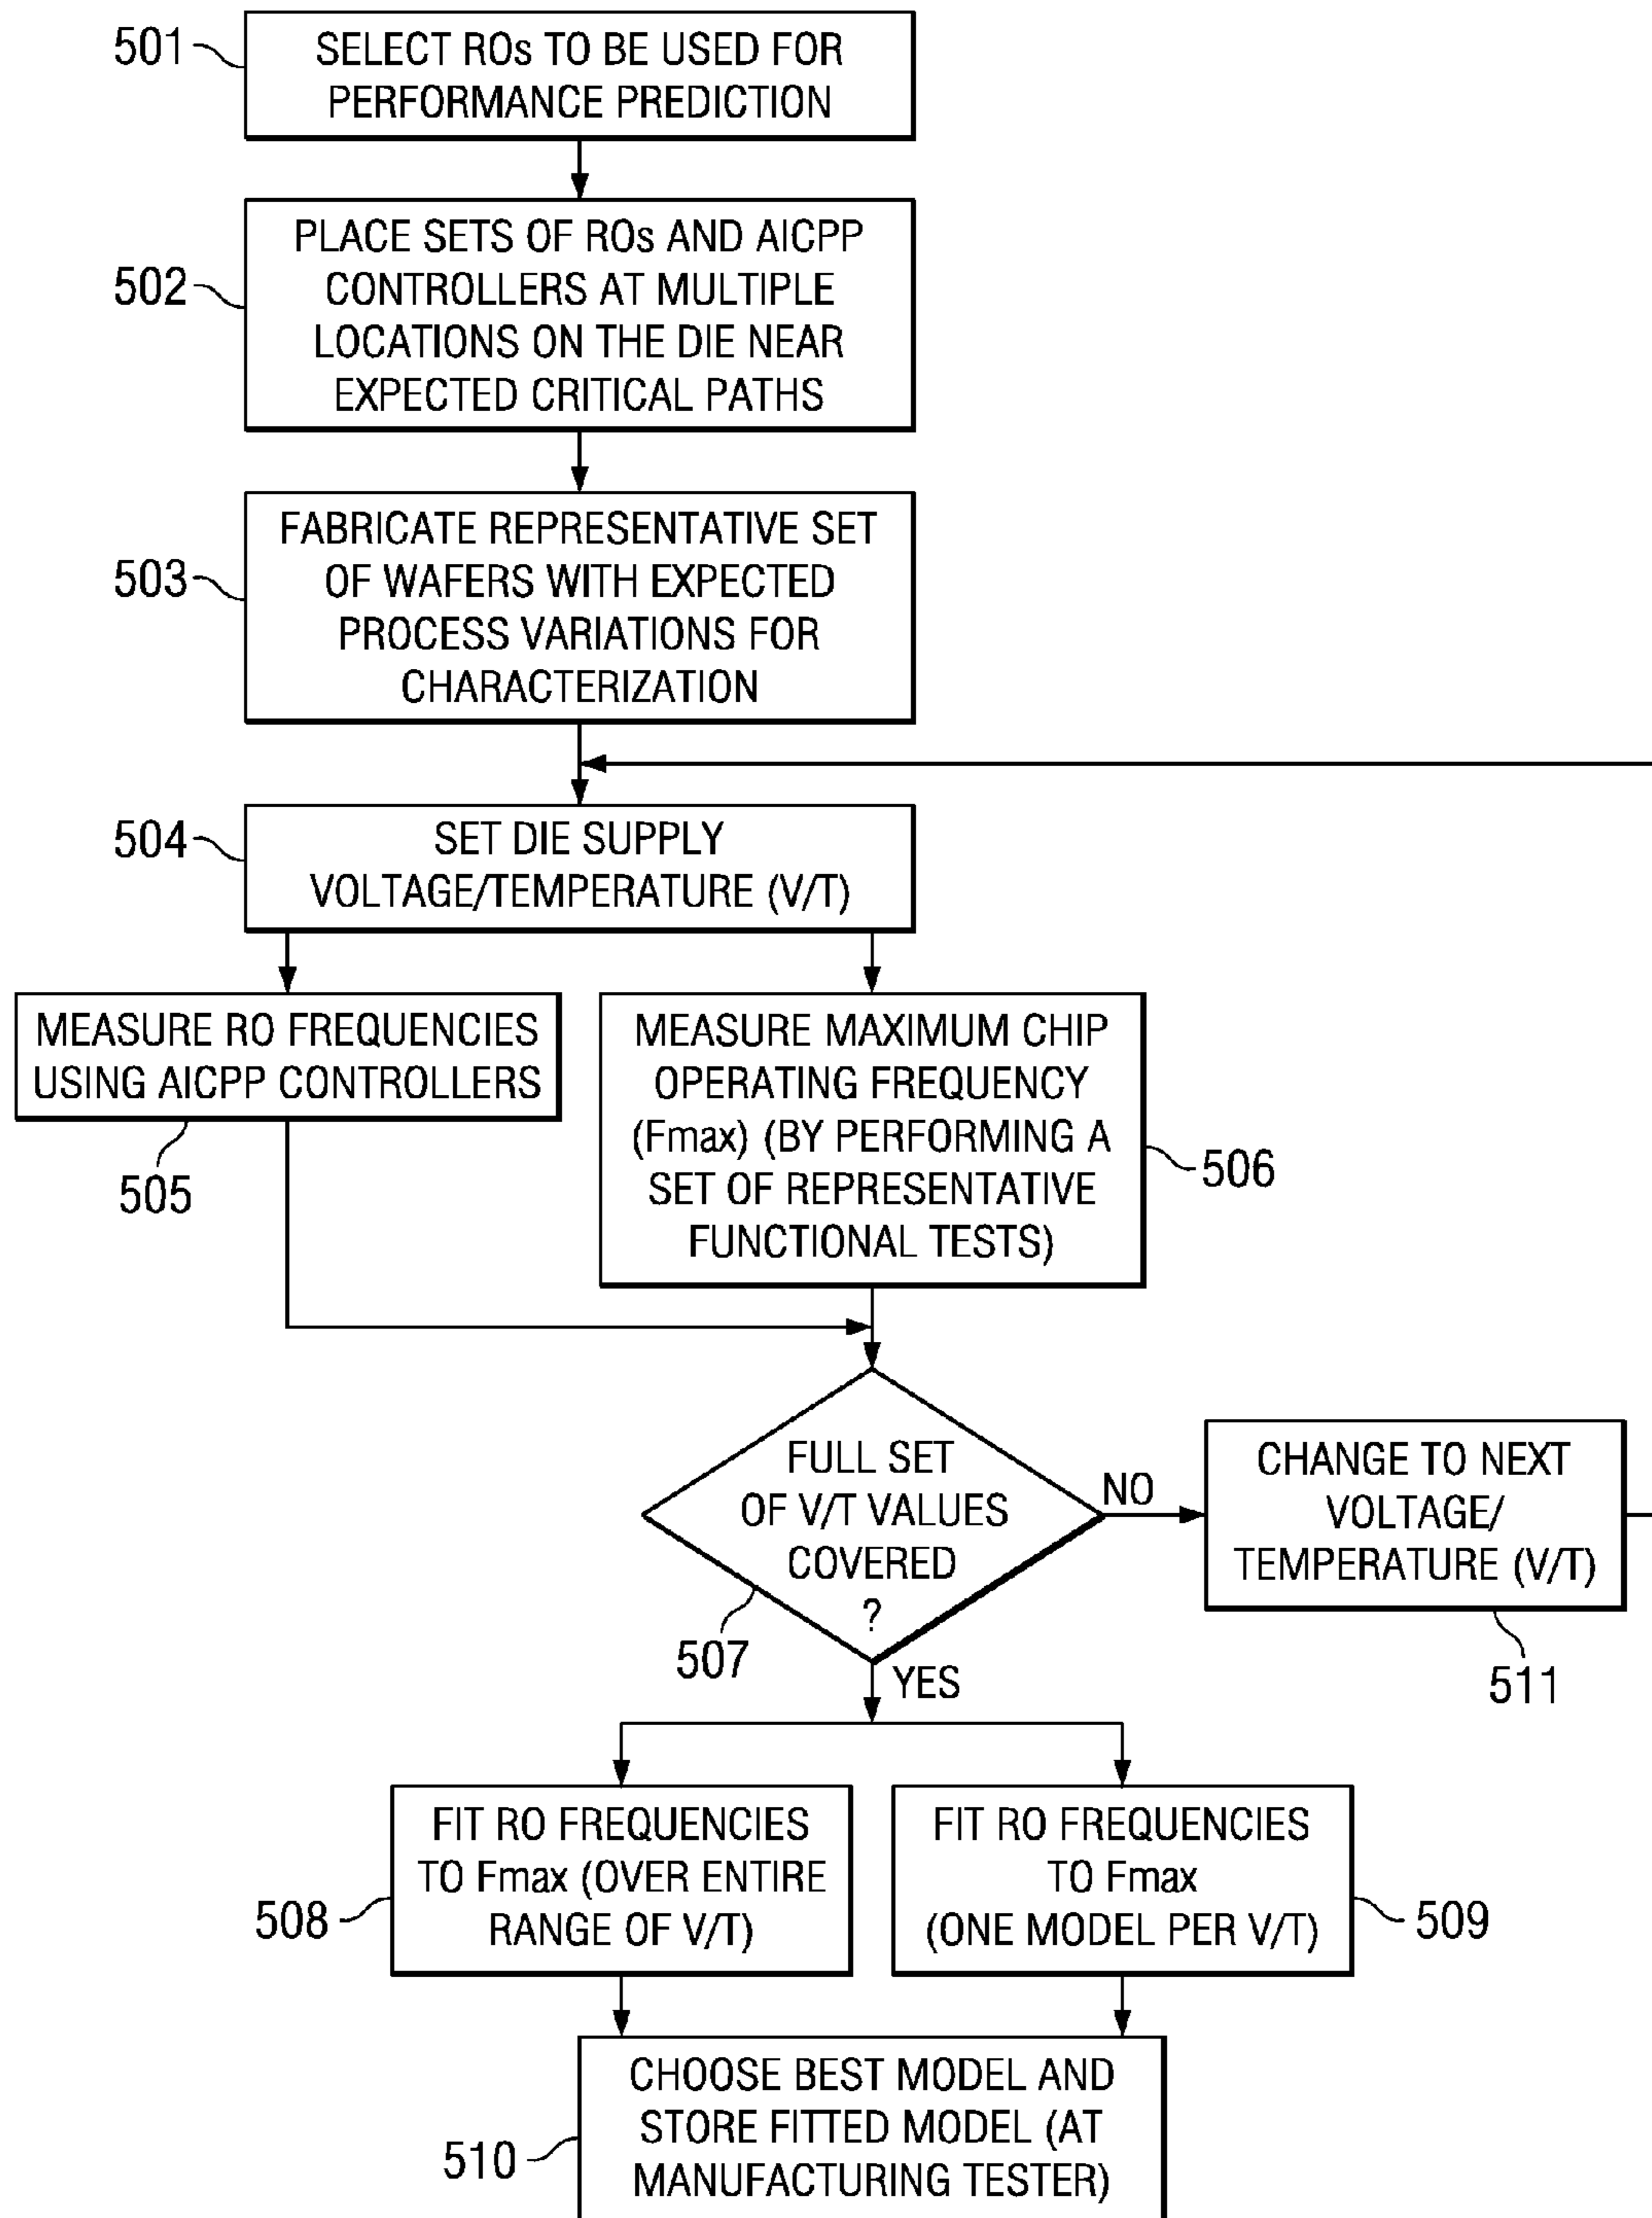 501
SELECT ROs TO BE USED FOR
PERFORMANCE PREDICTION
502
PLACE SETS OF ROs AND AICPP
CONTROLLERS AT MULTIPLE
LOCATIONS ON THE DIE NEAR
EXPECTED CRITICAL PATHS
503
FABRICATE REPRESENTATIVE SET
OF WAFERS WITH EXPECTED
PROCESS VARIATIONS FOR
CHARACTERIZATION
504
SET DIE SUPPLY
VOLTAGE/TEMPERATURE (V/T)
MEASURE RO FREQUENCIES
USING AICPP CONTROLLERS
505
MEASURE MAXIMUM CHIP
OPERATING FREQUENCY
(Fmax) (BY PERFORMING A
SET OF REPRESENTATIVE
FUNCTIONAL TESTS)
506
FULL SET
OF V/T VALUES
COVERED
?
507
NO
CHANGE TO NEXT
VOLTAGE/
TEMPERATURE (V/T)
511
YES
FIT RO FREQUENCIES
TO Fmax (OVER ENTIRE
RANGE OF V/T)
508
FIT RO FREQUENCIES
TO Fmax
(ONE MODEL PER V/T)
509
CHOOSE BEST MODEL AND
STORE FITTED MODEL (AT
MANUFACTURING TESTER)
510